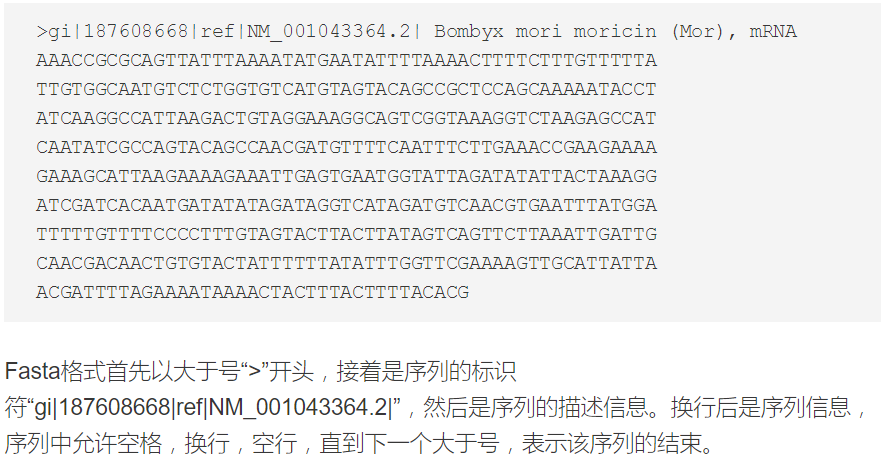 >gi|187608668|ref|NM_001043364.2| Bombyx mori moricin (Mor), mRNA
AAACCGCGCAGTTATTTAAAATATGAATATTTTAAAACTTTTCTTTGTTTTTA
TTGTGGCAATGTCTCTGGTGTCATGTAGTACAGCCGCTCCAGCAAAAATACCT
ATCAAGGCCATTAAGACTGTAGGAAAGGCAGTCGGTAAAGGTCTAAGAGCCAT
CAATATCGCCAGTACAGCCAACGATGTTTTCAATTTCTTGAAACCGAAGAAAA
GAAAGCATTAAGAAAAGAAATTGAGTGAATGGTATTAGATATATTACTAAAGG
ATCGATCACAATGATATATAGATAGGTCATAGATGTCAACGTGAATTTATGGA
TTTTTGTTTTCCCCTTTGTAGTACTTACTTATAGTCAGTTCTTAAATTGATTG
CAACGACAACTGTGTACTATTTTTTATATTTGGTTCGAAAAGTTGCATTATTA
ACGATTTTAGAAAATAAAACTACTTTACTTTTACACG
Fasta格式首先以大于号“>”开头，接着是序列的标识
符“gi|187608668|ref|NM_001043364.2|”，然后是序列的描述信息。换行后是序列信息，
序列中允许空格，换行，空行，直到下一个大于号，表示该序列的结束。